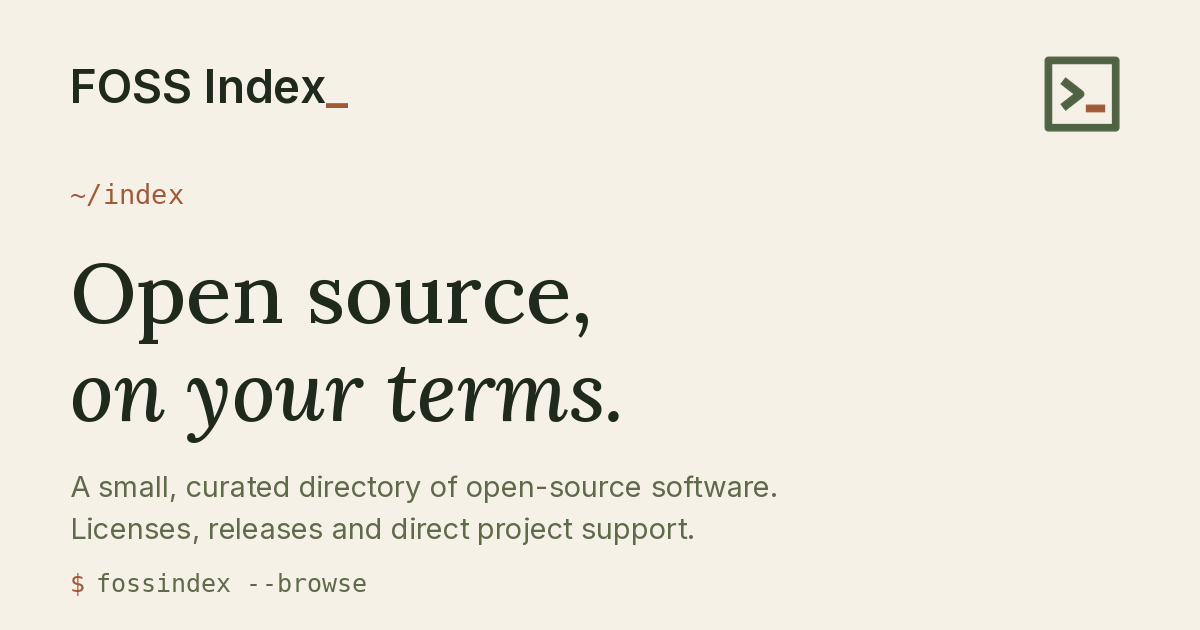 FOSS Index_
>_
~/index
Open source,
on your terms.
A small, curated directory of open-source software.
Licenses, releases and direct project support.
$ fossindex --browse